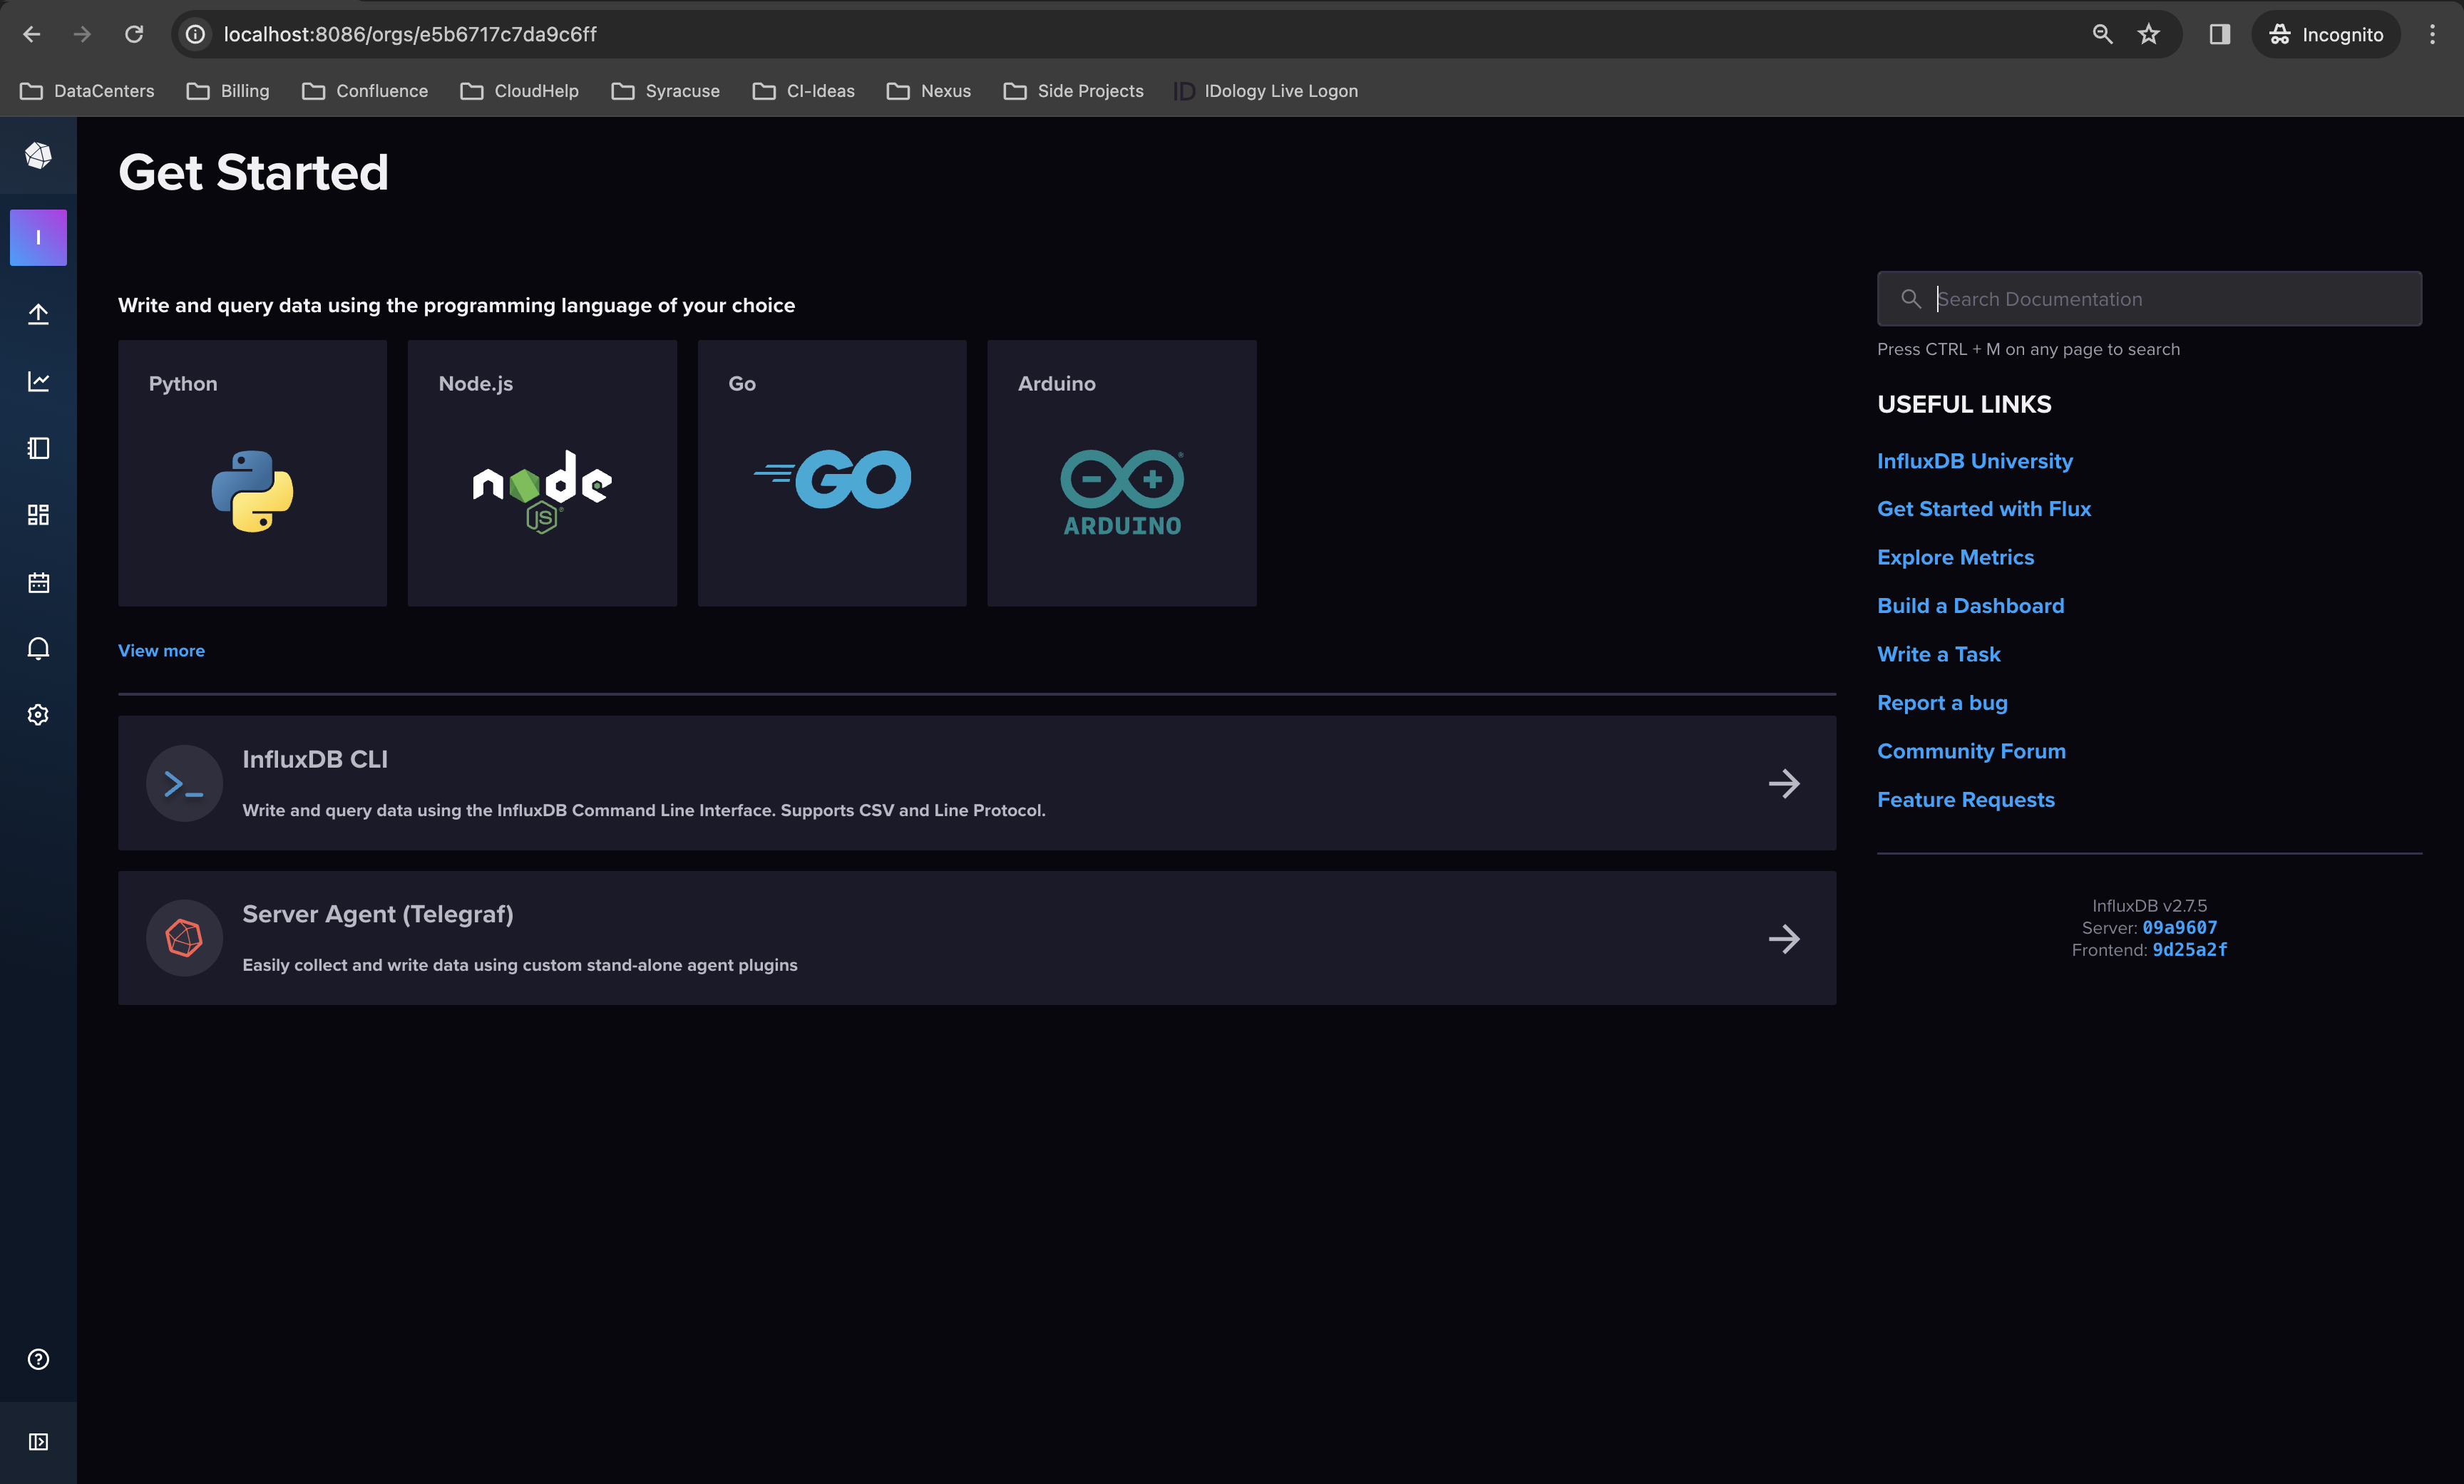 localhost:8086/orgs/e5b6717c7da9c6ff
Incognito
DataCenters
Billing
Confluence
CloudHelp
Syracuse
CI-Ideas
Nexus
Side Projects
ID
IDology Live Logon
Get Started
I
Write and query data using the programming language of your choice
Search Documentation
Press CTRL + M on any page to search
Python
Node.js
Go
Arduino
node
JS
GO
ARDUINO
View more
InfluxDB CLI
Write and query data using the InfluxDB Command Line Interface. Supports CSV and Line Protocol.
Server Agent (Telegraf)
Easily collect and write data using custom stand-alone agent plugins
USEFUL LINKS
InfluxDB University
Get Started with Flux
Explore Metrics
Build a Dashboard
Write a Task
Report a bug
Community Forum
Feature Requests
InfluxDB v2.7.5
Server: 09a9607
Frontend: 9d25a2f